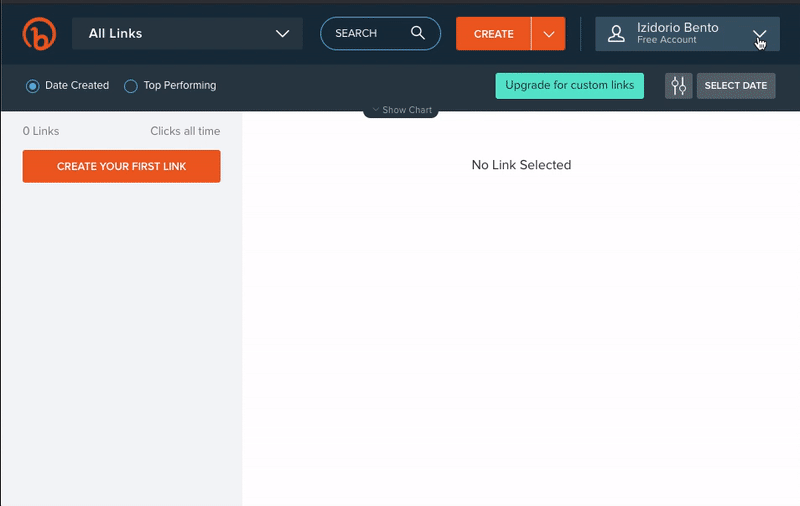 All Links
SEARCH
CREATE
Izidorio Bento
Free Account
Date Created
Top Performing
Upgrade for custom links
SELECT DATE
Show Chart
0 Links
Clicks all time
CREATE YOUR FIRST LINK
No Link Selected